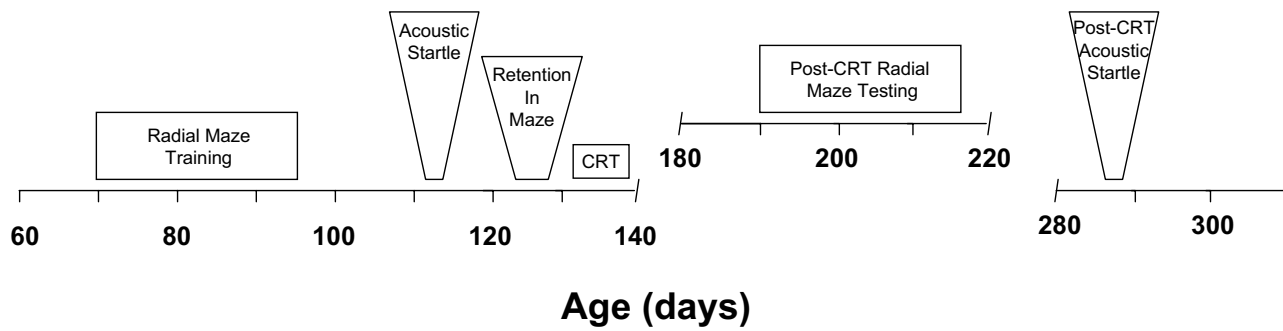 Radial Maze
Training
Acoustic
Startle
Retention
In
Maze
CRT
Post-CRT Radial
Maze Testing
Post-CRT
Acoustic
Startle
60 80 100 120 140
180 200 220
280 300
Age (days)